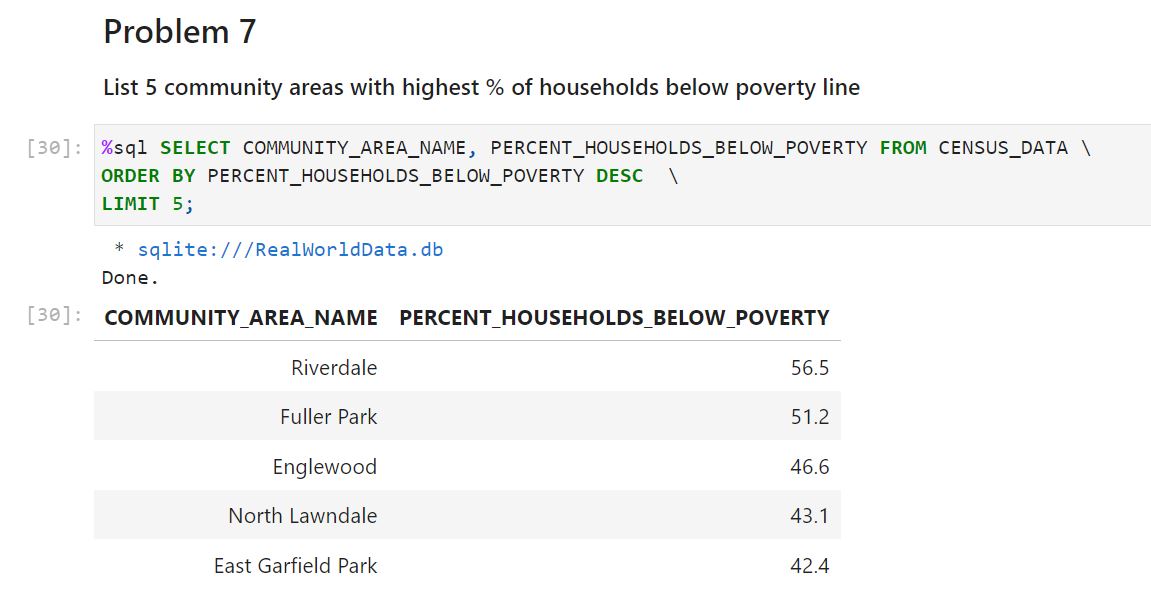 Problem 7
List 5 community areas with highest % of households below poverty line
[30]: %sql SELECT COMMUNITY_AREA_NAME, PERCENT_HOUSEHOLDS_BELOW_POVERTY FROM CENSUS_DATA \
ORDER BY PERCENT_HOUSEHOLDS_BELOW_POVERTY DESC  \
LIMIT 5;
* sqlite:///RealWorldData.db
Done.
[30]: COMMUNITY_AREA_NAME PERCENT_HOUSEHOLDS_BELOW_POVERTY
Riverdale 56.5
Fuller Park 51.2
Englewood 46.6
North Lawndale 43.1
East Garfield Park 42.4